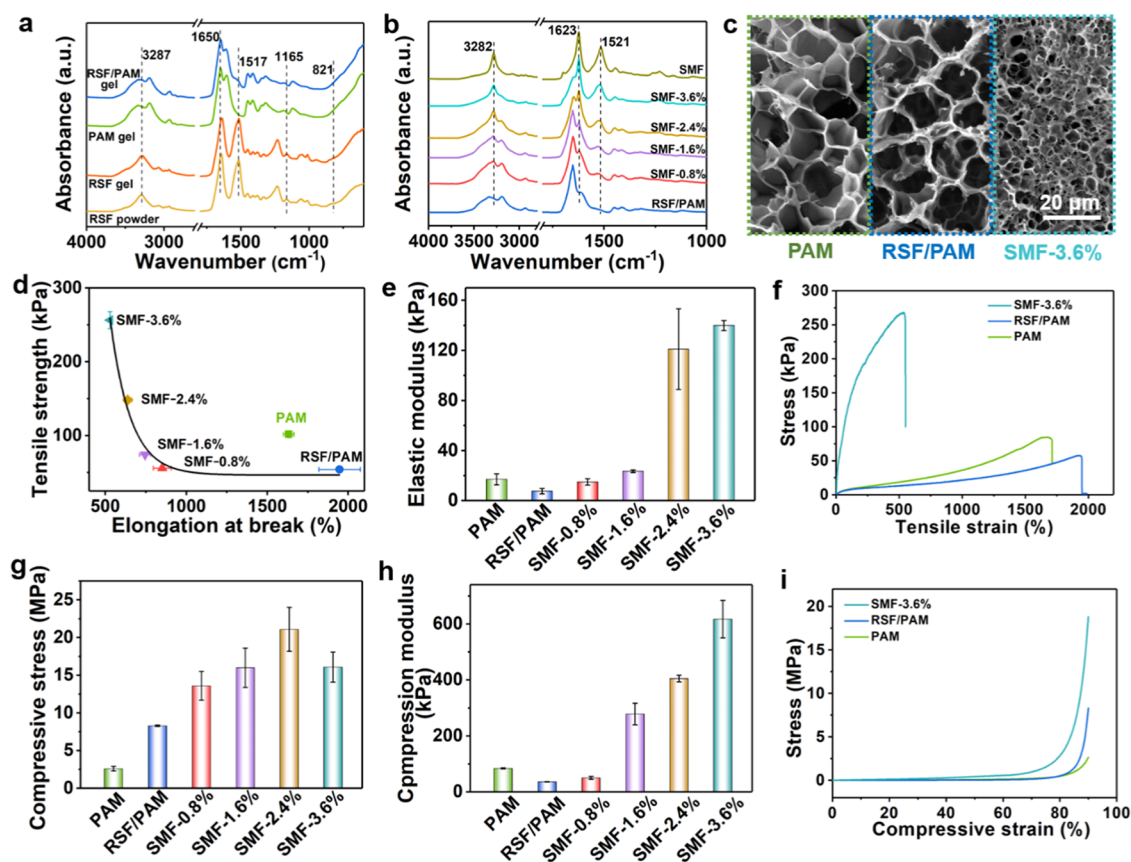 a
Absorbance (a.u.)
3287
1650
1517
1165
821
RSF/PAM
gel
PAM gel
RSF gel
RSF powder
4000
3000
1500
1000
Wavenumber (cm-1)
b
Absorbance (a.u.)
3282
1623
1521
SMF
SMF-3.6%
SMF-2.4%
SMF-1.6%
SMF-0.8%
RSF/PAM
4000
3000
1500
1000
Wavenumber (cm-1)
c
20 μm
PAM
RSF/PAM
SMF-3.6%
d
Tensile strength (kPa)
300
200
100
SMF-3.6%
SMF-2.4%
SMF-1.6%
SMF-0.8%
PAM
RSF/PAM
500
1000
1500
2000
Elongation at break (%)
e
Elastic modulus (kPa)
160
120
80
40
0
PAM
RSF/PAM
SMF-0.8%
SMF-1.6%
SMF-2.4%
SMF-3.6%
f
Stress (kPa)
300
250
200
150
100
50
0
SMF-3.6%
RSF/PAM
PAM
0
500
1000
1500
2000
Tensile strain (%)
g
Compressive stress (MPa)
25
20
15
10
5
0
PAM
RSF/PAM
SMF-0.8%
SMF-1.6%
SMF-2.4%
SMF-3.6%
h
Cpmpression modulus
(kPa)
600
400
200
0
PAM
RSF/PAM
SMF-0.8%
SMF-1.6%
SMF-2.4%
SMF-3.6%
i
Stress (MPa)
20
15
10
5
0
SMF-3.6%
RSF/PAM
PAM
0
20
40
60
80
100
Compressive strain (%)